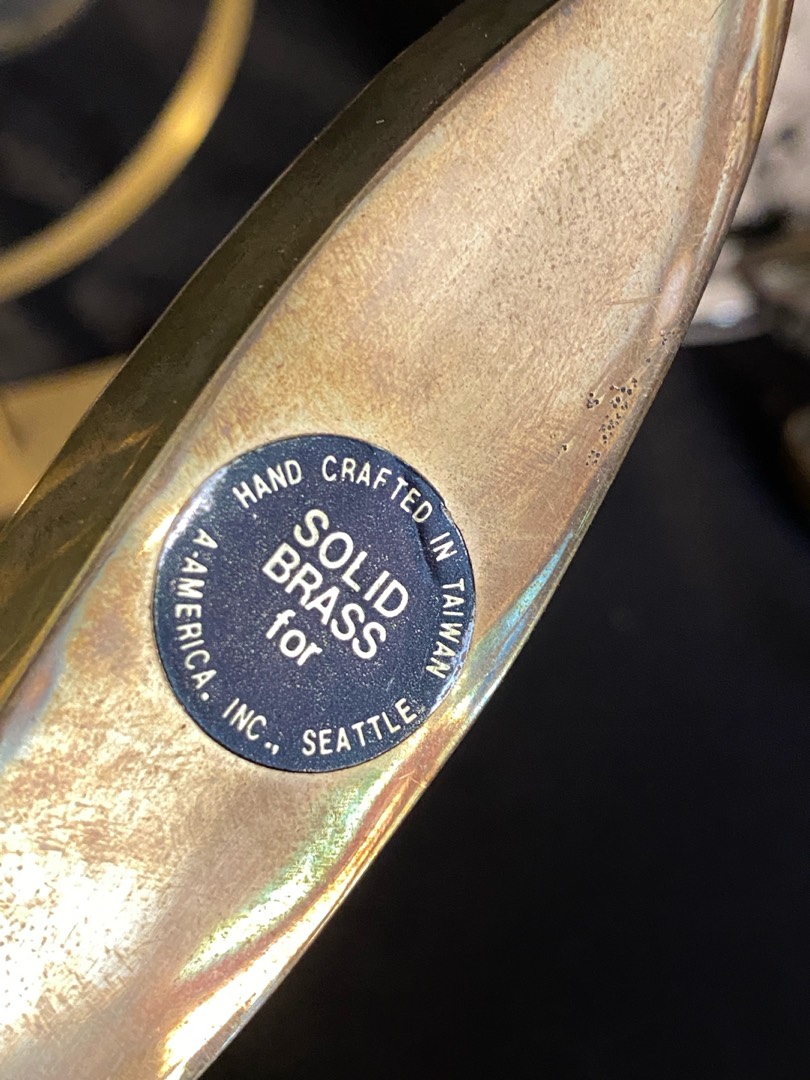 HAND CRAFTED IN TAIWAN
SOLID
BRASS
for
A-AMERICA, INC., SEATTLE